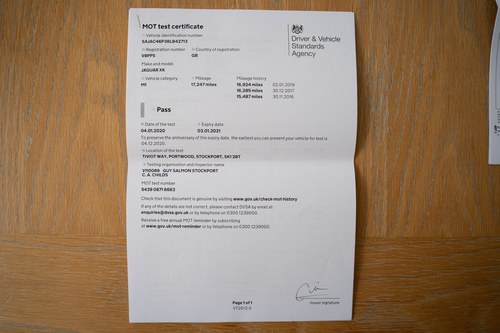 MOT test certificate
Vehicle identification number
Registration number
Country of registration
V8PPS
GB
Make and model
JAGUAR XK
Vehicle category
Mileage
Mileage history
M1
17,247 miles
16,924 miles 02.01.2019
16,285 miles 30.12.2017
15,487 miles 30.11.2016
Driver & Vehicle
Standards
Agency
Pass
Date of the test
Expiry date
04.01.2020
03.01.2021
To preserve the anniversary of the expiry date, the earliest you can present your vehicle for test is
04.12.2020.
Location of the test
TIVIOT WAY, PORTWOOD, STOCKPORT, SK1 2BT
Testing organisation and inspector name
GUY SALMON STOCKPORT
C. A. CHILDS
MOT test number
5439 0871 6663
Check that this document is genuine by visiting www.gov.uk/check-mot-history
If any of the details are not correct, please contact DVSA by email at
enquiries@dvsa.gov.uk or by telephone on 0300 1239000.
Receive a free annual MOT reminder by subscribing
at www.gov.uk/mot-reminder or by telephone on 0300 1239000.
Page 1 of 1
Issuer signature